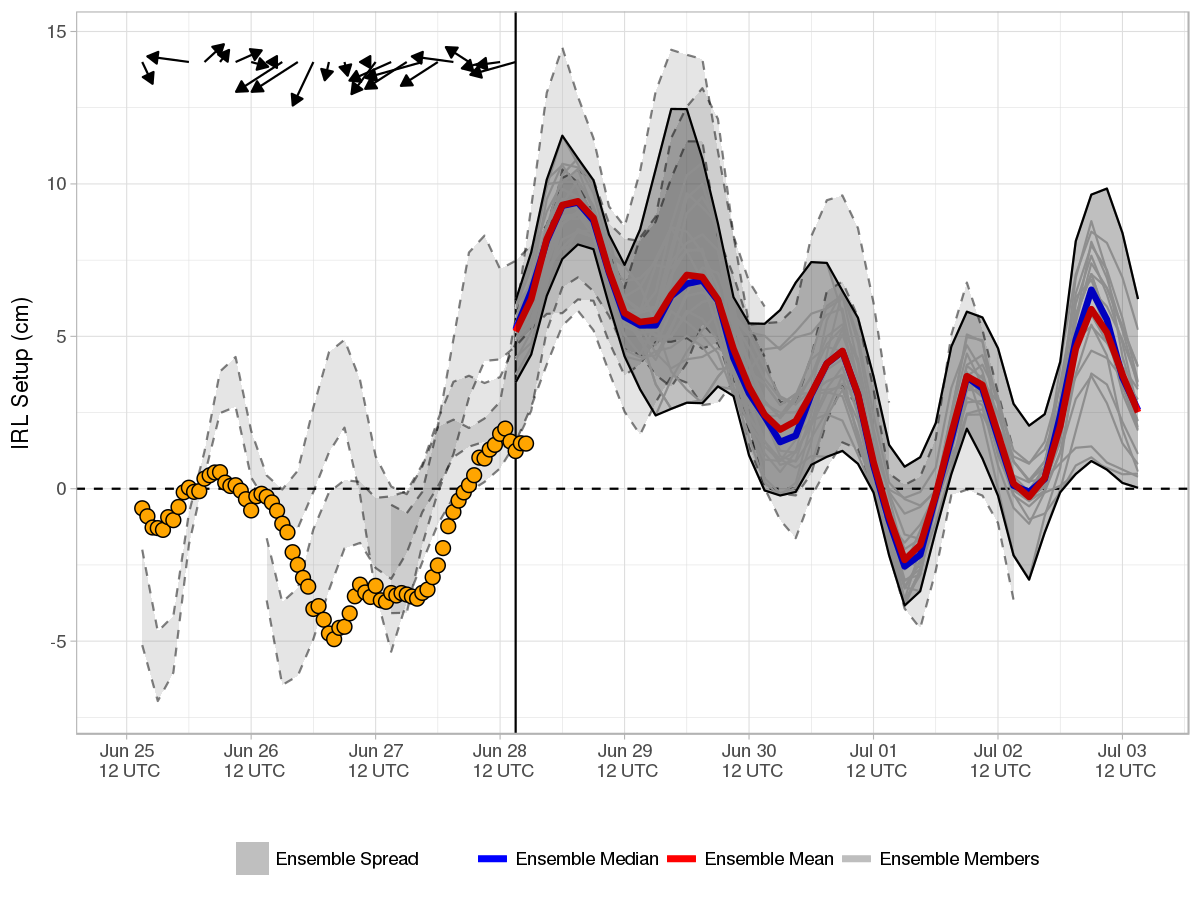 15
10
5
0
-5
IRL Setup (cm)
Jun 25 Jun 26 Jun 27 Jun 28 Jun 29 Jun 30 Jul 01 Jul 02 Jul 03
12 UTC 12 UTC 12 UTC 12 UTC 12 UTC 12 UTC 12 UTC 12 UTC 12 UTC
Ensemble Spread Ensemble Median Ensemble Mean Ensemble Members